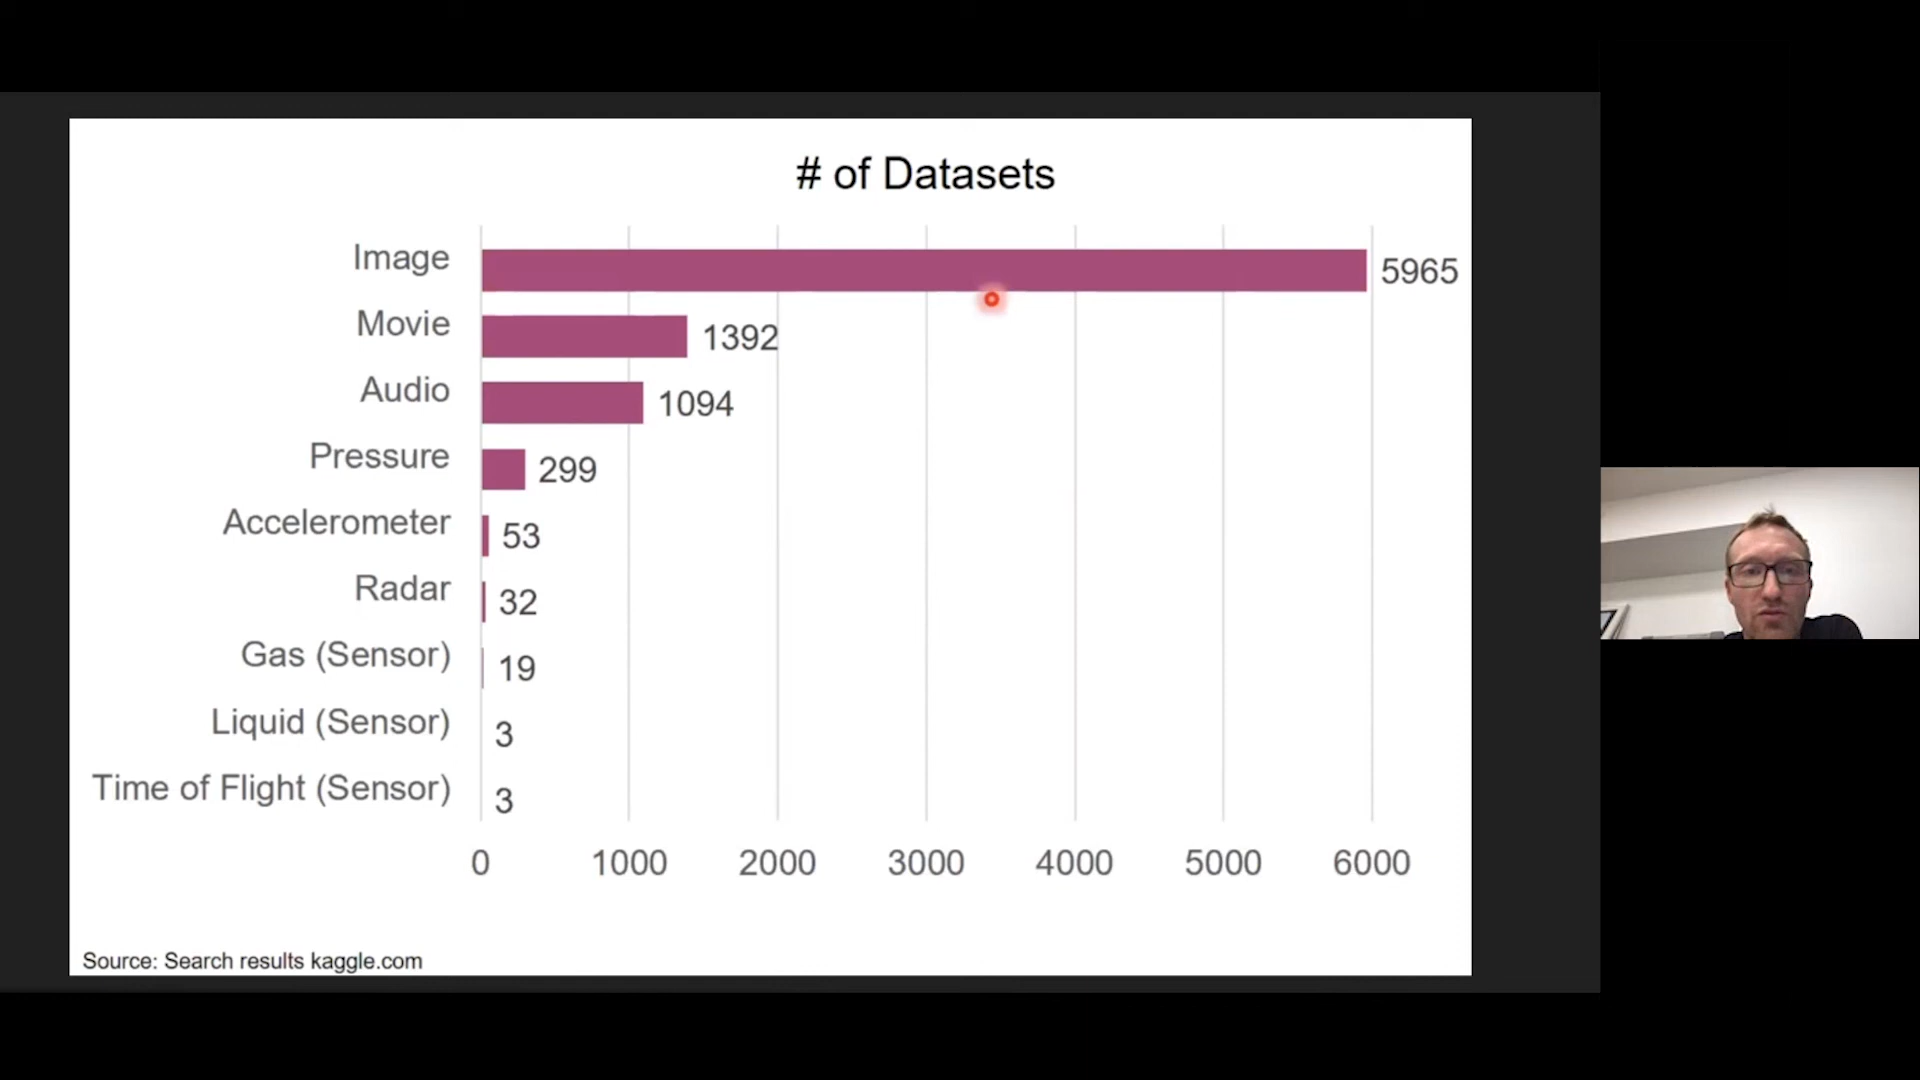 # of Datasets
Image 5965
Movie 1392
Audio 1094
Pressure 299
Accelerometer 53
Radar 32
Gas (Sensor) 19
Liquid (Sensor) 3
Time of Flight (Sensor) 3
0 1000 2000 3000 4000 5000 6000
Source: Search results kaggle.com